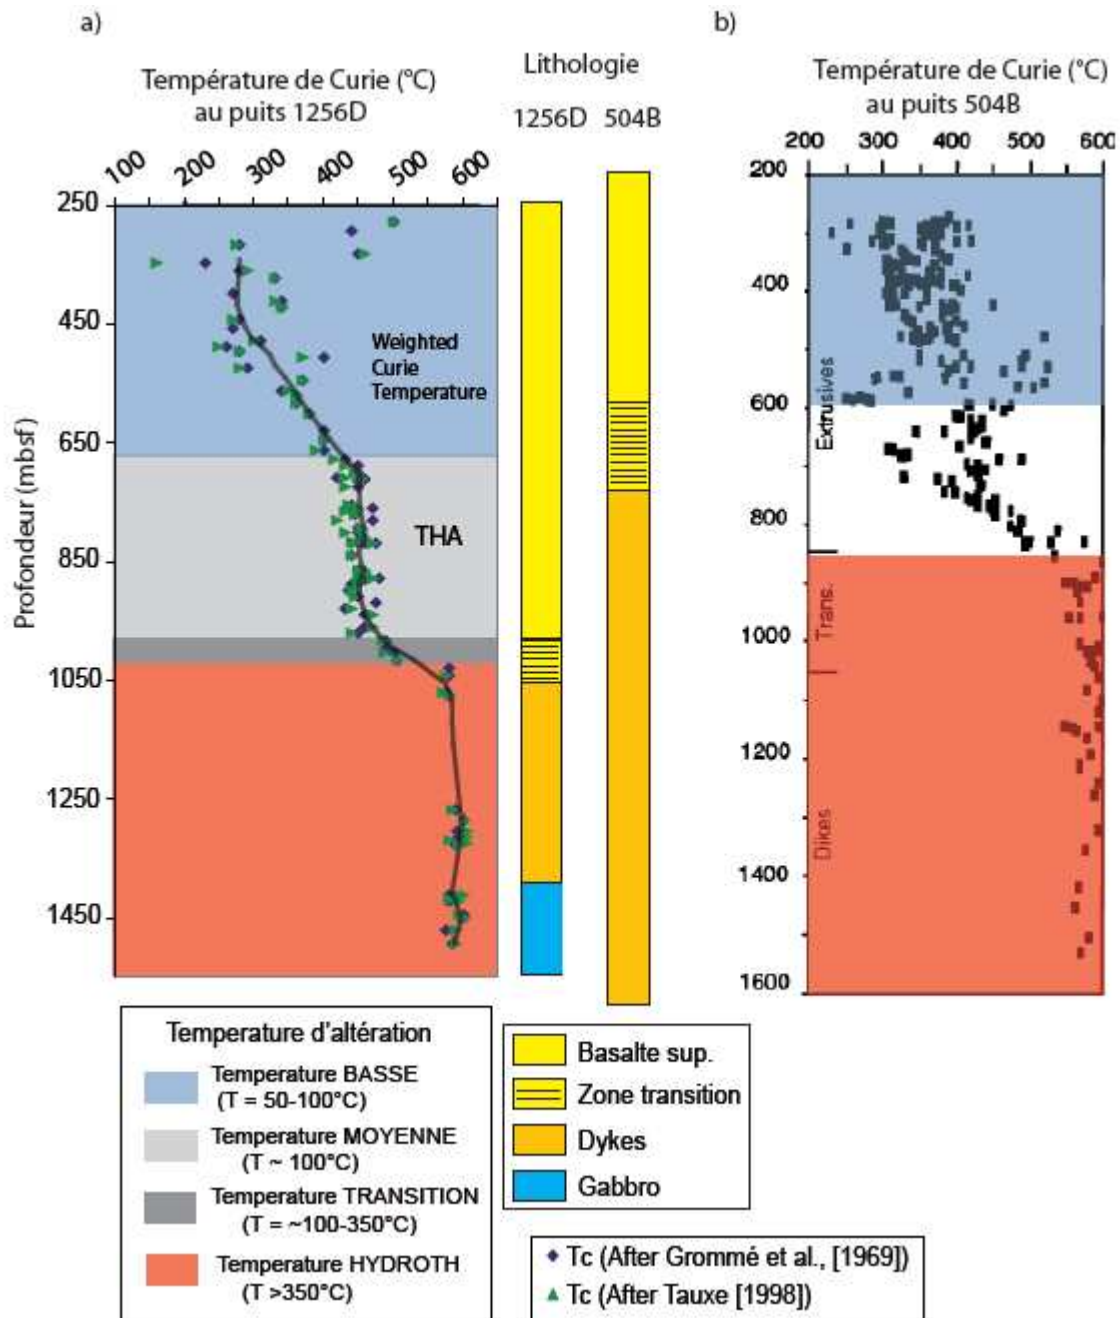 a)
Température de Curie (°C)
au puits 1256D
100 200 300 400 500 600
Profondeur (mbsf)
250
450
650
850
1050
1250
1450
Weighted
Curie
Temperature
THA
Lithologie
1256D 504B
b)
Température de Curie (°C)
au puits 504B
200 300 400 500 600
200
400
600
800
1000
1200
1400
1600
Extrusives
Trans.
Dikes
Temperature d'altération
Temperature BASSE
(T = 50-100°C)
Temperature MOYENNE
(T ~ 100°C)
Temperature TRANSITION
(T = ~100-350°C)
Temperature HYDROTH
(T >350°C)
Basalte sup.
Zone transition
Dykes
Gabbro
Tc (After Grommé et al., [1969])
Tc (After Tauxe [1998])